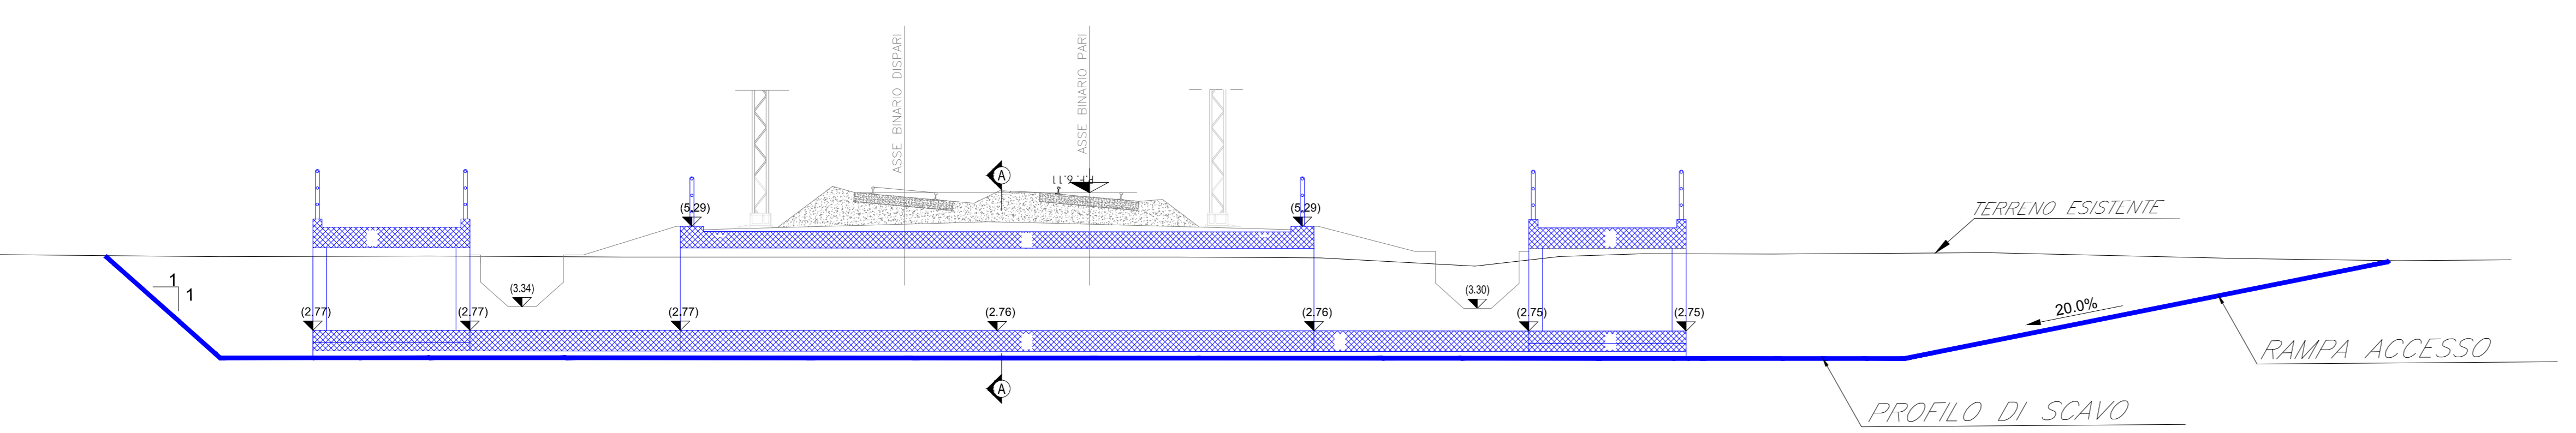 ASSE BINARIO DISPARI
ASSE BINARIO PARI
A
P.F. 6.11
(5.29)
(5.29)
TERRENO ESISTENTE
1
1
(3.34)
(3.30)
20.0%
(2.77)
(2.77)
(2.77)
(2.76)
(2.76)
(2.75)
(2.75)
RAMPA ACCESSO
A
PROFILO DI SCAVO